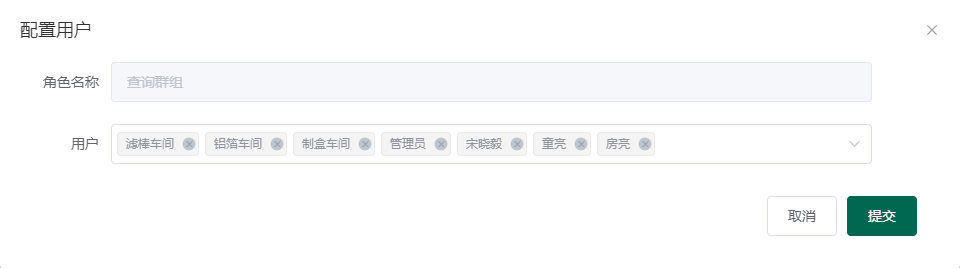 配置用户
角色名称 查询群组
用户 滤棒车间 铝箔车间 制盒车间 管理员 宋晓毅 童亮 房亮
取消 提交